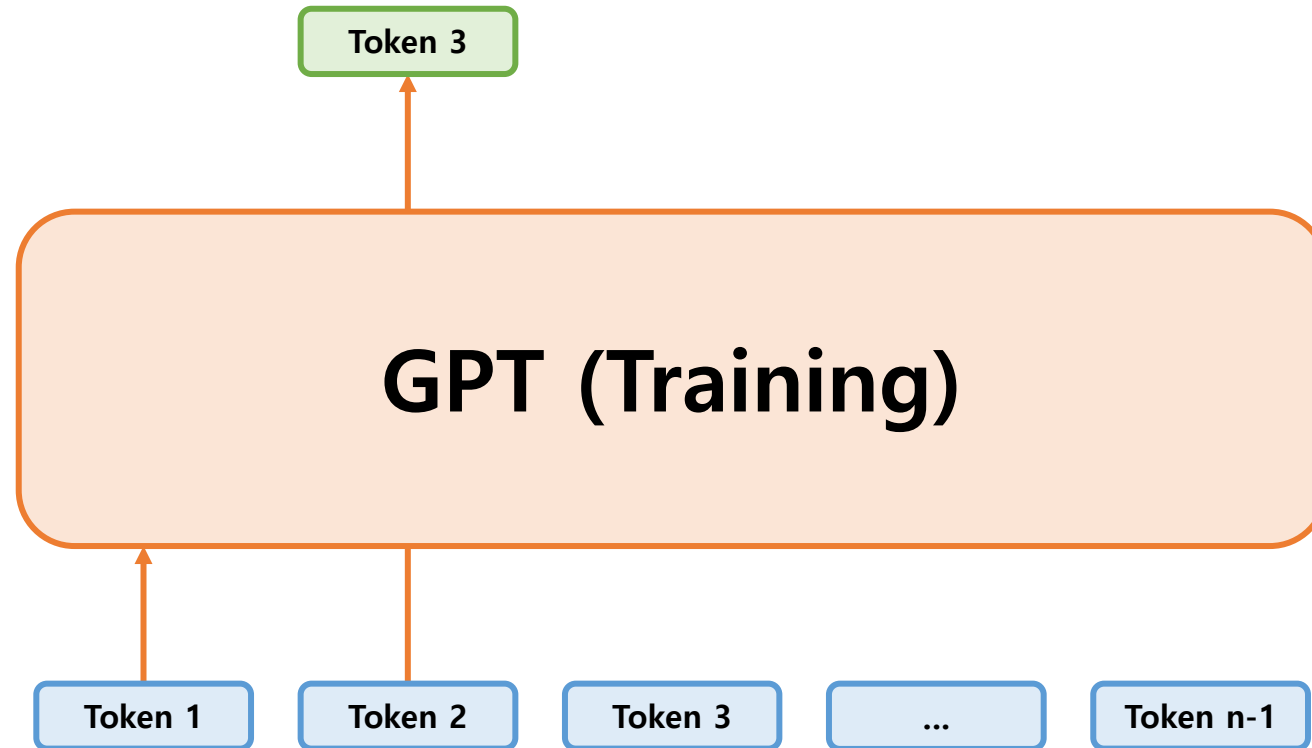 Token 3
GPT (Training)
Token 1
Token 2
Token 3
...
Token n-1